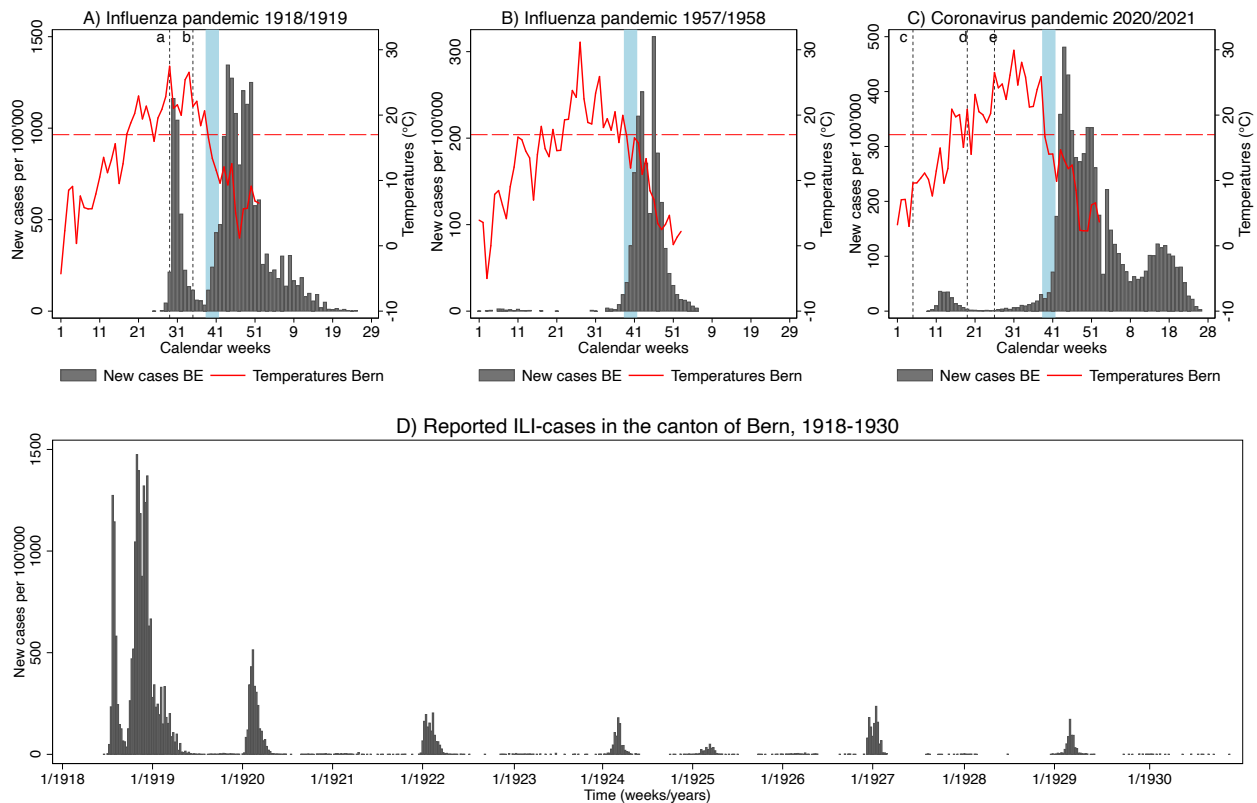 A) Influenza pandemic 1918/1919
a
b
New cases per 100'000
0
500
1000
1500
Temperatures (°C)
-10
0
10
20
30
1 11 21 31 41 51 9 19 29
Calendar weeks
New cases BE
Temperatures Bern
B) Influenza pandemic 1957/1958
New cases per 100'000
0
100
200
300
Temperatures (°C)
-10
0
10
20
30
1 11 21 31 41 51 9 19 29
Calendar weeks
New cases BE
Temperatures Bern
C) Coronavirus pandemic 2020/2021
c
d
e
New cases per 100'000
0
100
200
300
400
500
Temperatures (°C)
-10
0
10
20
30
1 11 21 31 41 51 8 18 28
Calendar weeks
New cases BE
Temperatures Bern
D) Reported ILI-cases in the canton of Bern, 1918-1930
New cases per 100'000
0
500
1000
1500
1/1918 1/1919 1/1920 1/1921 1/1922 1/1923 1/1924 1/1925 1/1926 1/1927 1/1928 1/1929 1/1930
Time (weeks/years)